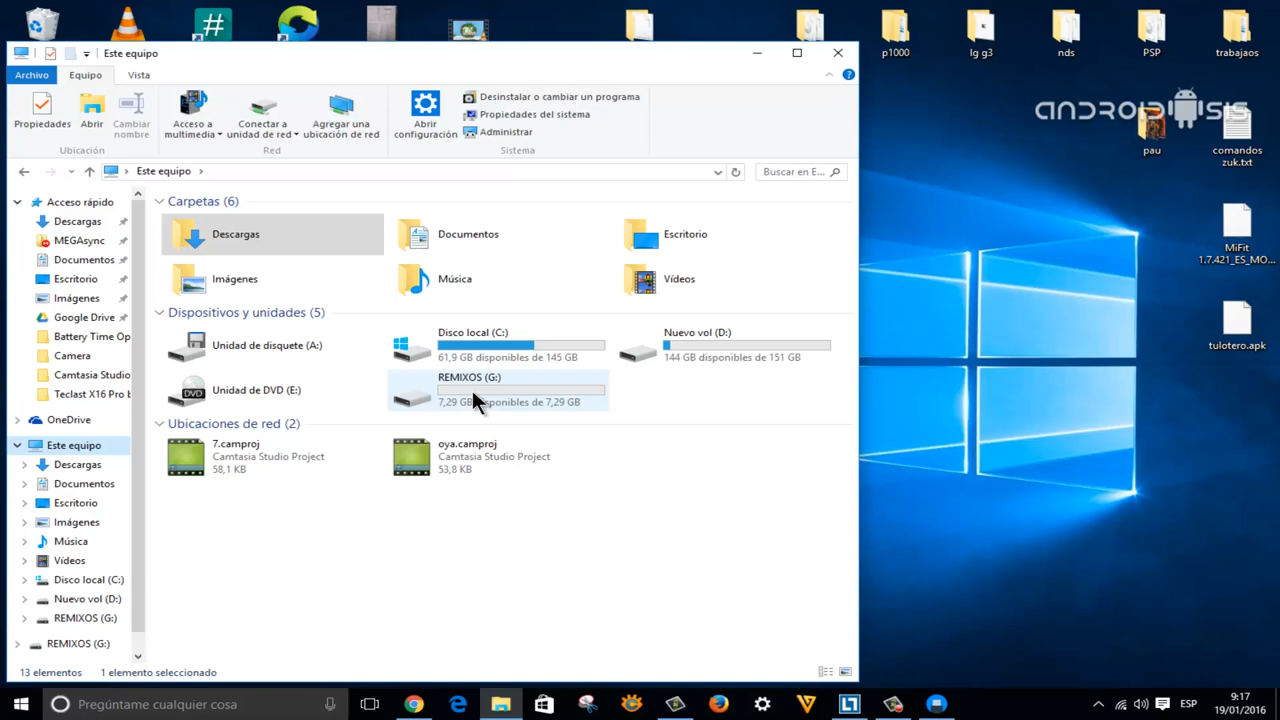 Este equipo
Archivo
Equipo
Vista
Propiedades
Abrir
Cambiar nombre
Ubicación
Acceso a multimedia
Conectar a unidad de red
Agregar una ubicación de red
Red
Abrir configuración
Desinstalar o cambiar un programa
Propiedades del sistema
Administrar
Sistema
Este equipo
Buscar en E...
Acceso rápido
Descargas
MEGAsync
Documentos
Escritorio
Imágenes
Google Drive
Battery Time Op
Camera
Camtasia Studio
Teclast X16 Pro b
OneDrive
Este equipo
Descargas
Documentos
Escritorio
Imágenes
Música
Vídeos
Disco local (C:)
Nuevo vol (D:)
REMIXOS (G:)
REMIXOS (G:)
Carpetas (6)
Descargas
Documentos
Escritorio
Imágenes
Música
Vídeos
Dispositivos y unidades (5)
Unidad de disquete (A:)
Disco local (C:)
61,9 GB disponibles de 145 GB
Nuevo vol (D:)
144 GB disponibles de 151 GB
Unidad de DVD (E:)
DVD
REMIXOS (G:)
7,29 GB disponibles de 7,29 GB
Ubicaciones de red (2)
7.camproj
Camtasia Studio Project
58,1 KB
oya.camproj
Camtasia Studio Project
53,8 KB
13 elementos
1 elemento seleccionado
p1000
lg g3
nds
PSP
trabajaos
ANDROIDSIS
pau
comandos
zuk.txt
MiFit
1.7.421_ES_MO...
tulotero.apk
Pregúntame cualquier cosa
ESP
9:17
19/01/2016